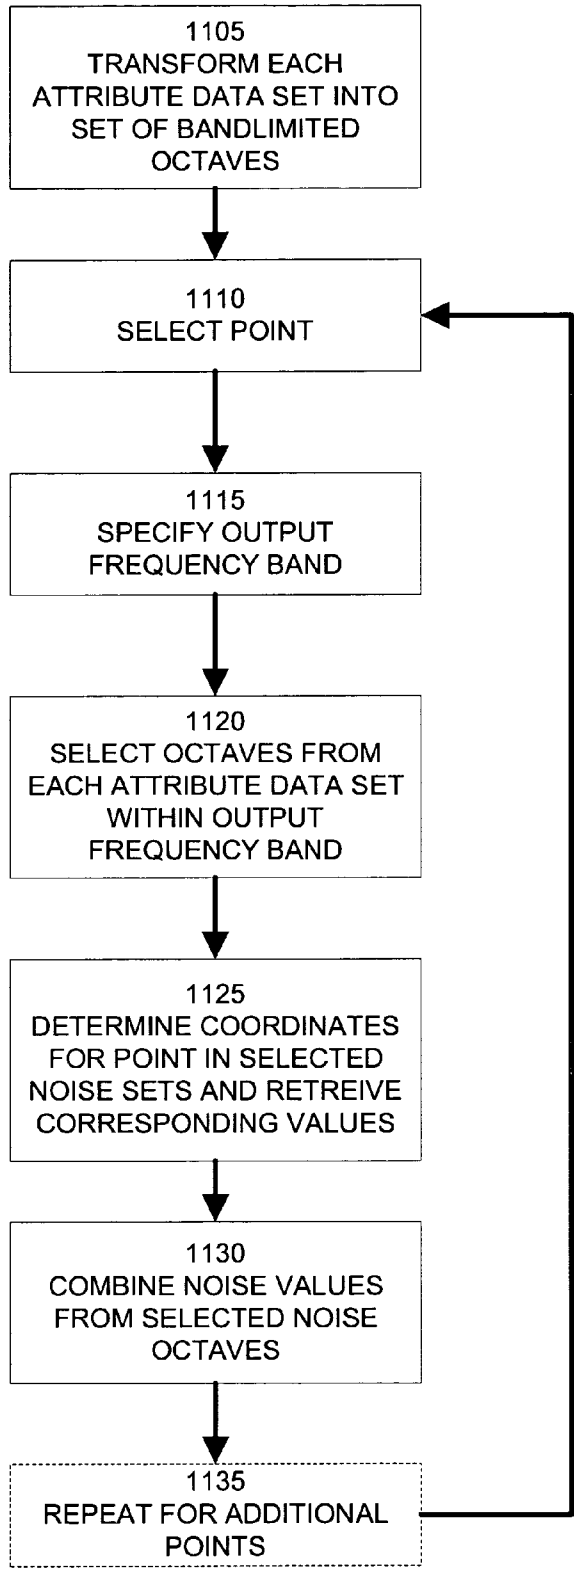 1105
TRANSFORM EACH
ATTRIBUTE DATA SET INTO
SET OF BANDLIMITED
OCTAVES
1110
SELECT POINT
1115
SPECIFY OUTPUT
FREQUENCY BAND
1120
SELECT OCTAVES FROM
EACH ATTRIBUTE DATA SET
WITHIN OUTPUT
FREQUENCY BAND
1125
DETERMINE COORDINATES
FOR POINT IN SELECTED
NOISE SETS AND RETREIVE
CORRESPONDING VALUES
1130
COMBINE NOISE VALUES
FROM SELECTED NOISE
OCTAVES
1135
REPEAT FOR ADDITIONAL
POINTS